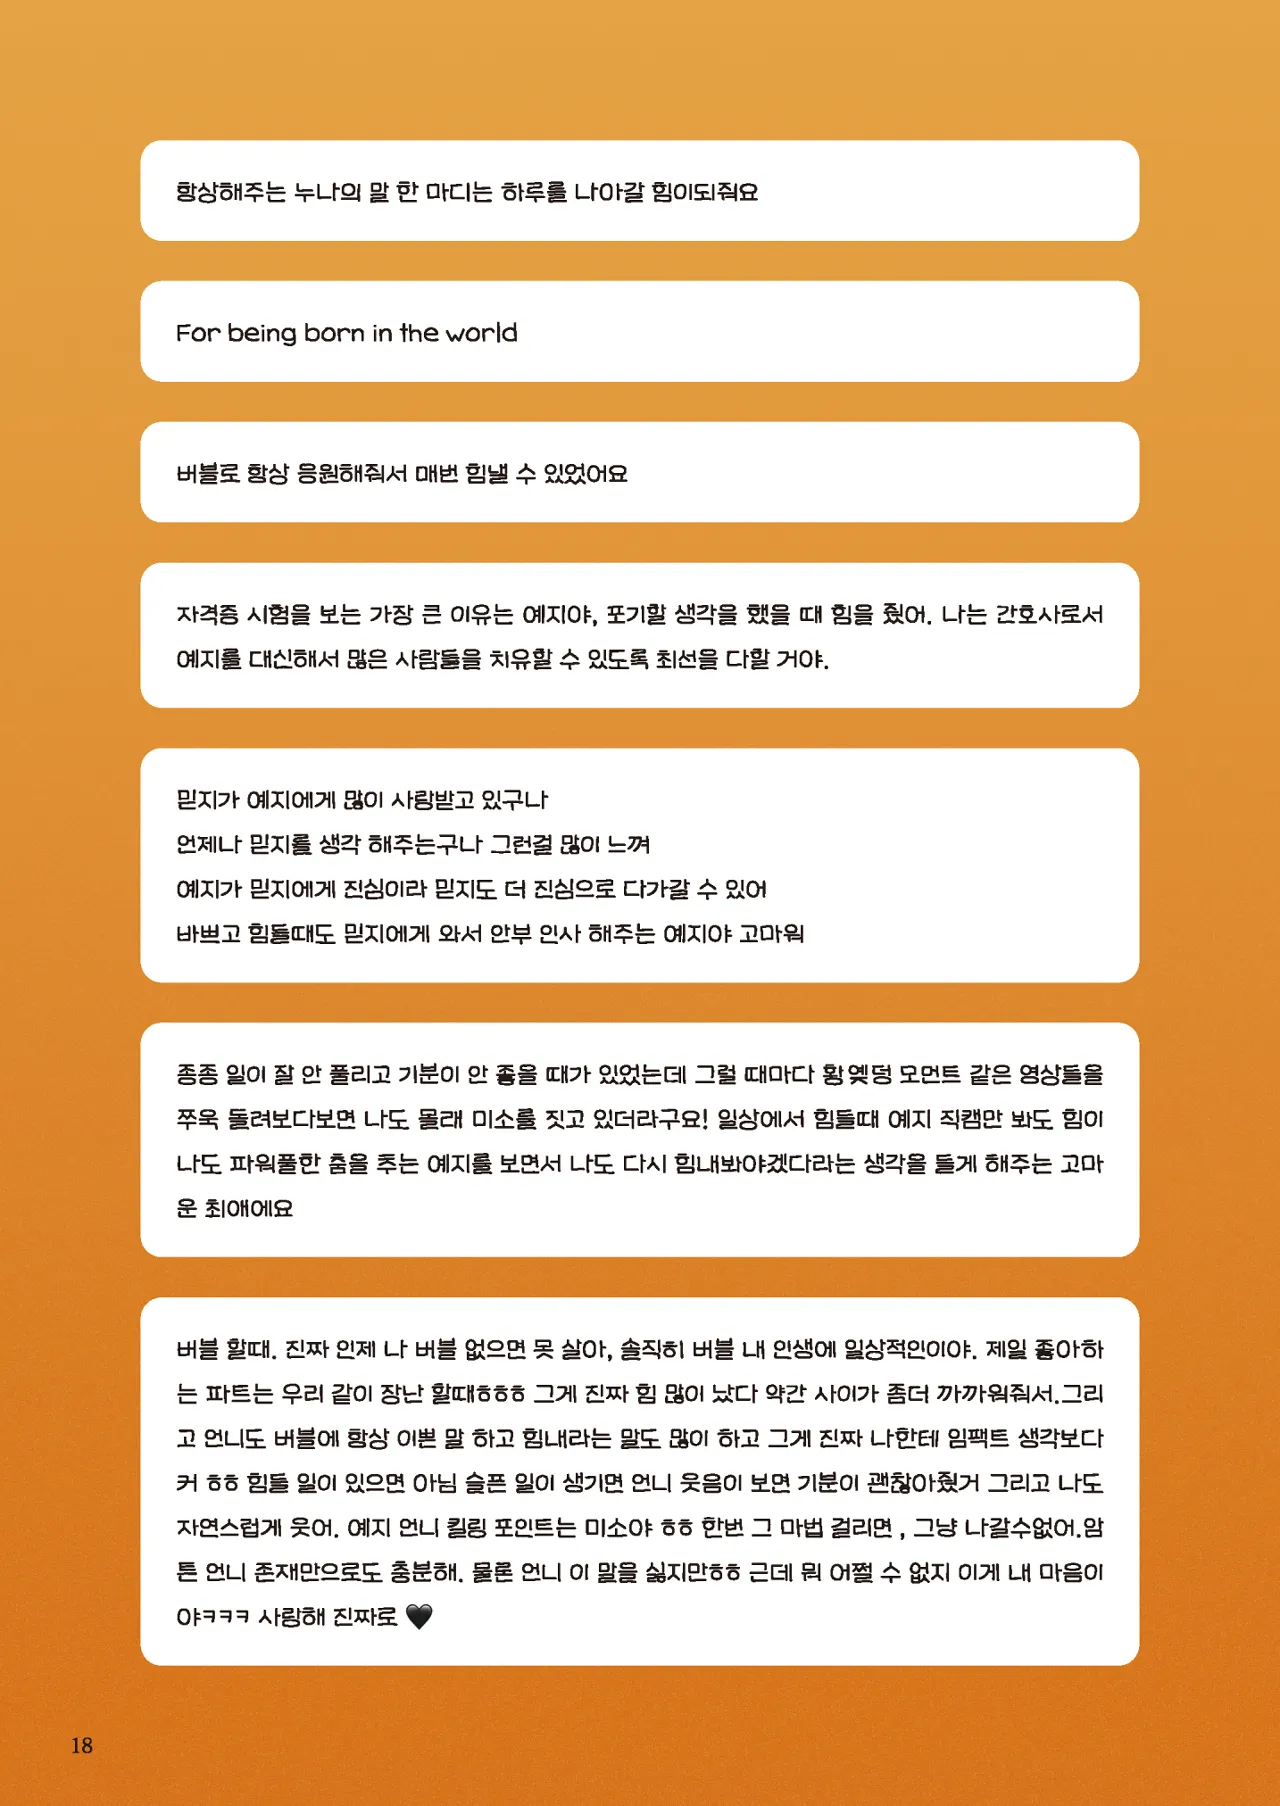 항상해주는 누나의 말 한 마디는 하루를 나아갈 힘이되줘요
For being born in the world
버블로 항상 응원해줘서 매번 힘낼 수 있었어요
자격증 시험을 보는 가장 큰 이유는 예지야, 포기할 생각을 했을 때 힘을 줬어. 나는 간호사로서
예지를 대신해서 많은 사람들을 치유할 수 있도록 최선을 다할 거야.
믿지가 예지에게 많이 사랑받고 있구나
언제나 믿지를 생각 해주는구나 그런걸 많이 느껴
예지가 믿지에게 진심이라 믿지도 더 진심으로 다가갈 수 있어
바쁘고 힘들때도 믿지에게 와서 안부 인사 해주는 예지야 고마워
종종 일이 잘 안 풀리고 기분이 안 좋을 때가 있었는데 그럴 때마다 황옞덩 모먼트 같은 영상들을
쭈욱 돌려보다보면 나도 몰래 미소를 짓고 있더라구요! 일상에서 힘들때 예지 직캠만 봐도 힘이
나도 파워풀한 춤을 추는 예지를 보면서 나도 다시 힘내봐야겠다라는 생각을 들게 해주는 고마
운 최애에요
버블 할때. 진짜 인제 나 버블 없으면 못 살아, 솔직히 버블 내 인생에 일상적인이야. 제일 좋아하
는 파트는 우리 같이 장난 할때ㅎㅎㅎ 그게 진짜 힘 많이 났다 약간 사이가 좀더 까까워줘서.그리
고 언니도 버블에 항상 이쁜 말 하고 힘내라는 말도 많이 하고 그게 진짜 나한테 임팩트 생각보다
커 ㅎㅎ 힘들 일이 있으면 아님 슬픈 일이 생기면 언니 웃음이 보면 기분이 괜찮아줬거 그리고 나도
자연스럽게 웃어. 예지 언니 킬링 포인트는 미소야 ㅎㅎ 한번 그 마법 걸리면 , 그냥 나갈수없어.암
튼 언니 존재만으로도 충분해. 물론 언니 이 말을 싫지만ㅎㅎ 근데 뭐 어쩔 수 없지 이게 내 마음이
야ㅋㅋㅋ 사랑해 진짜로 🖤
18